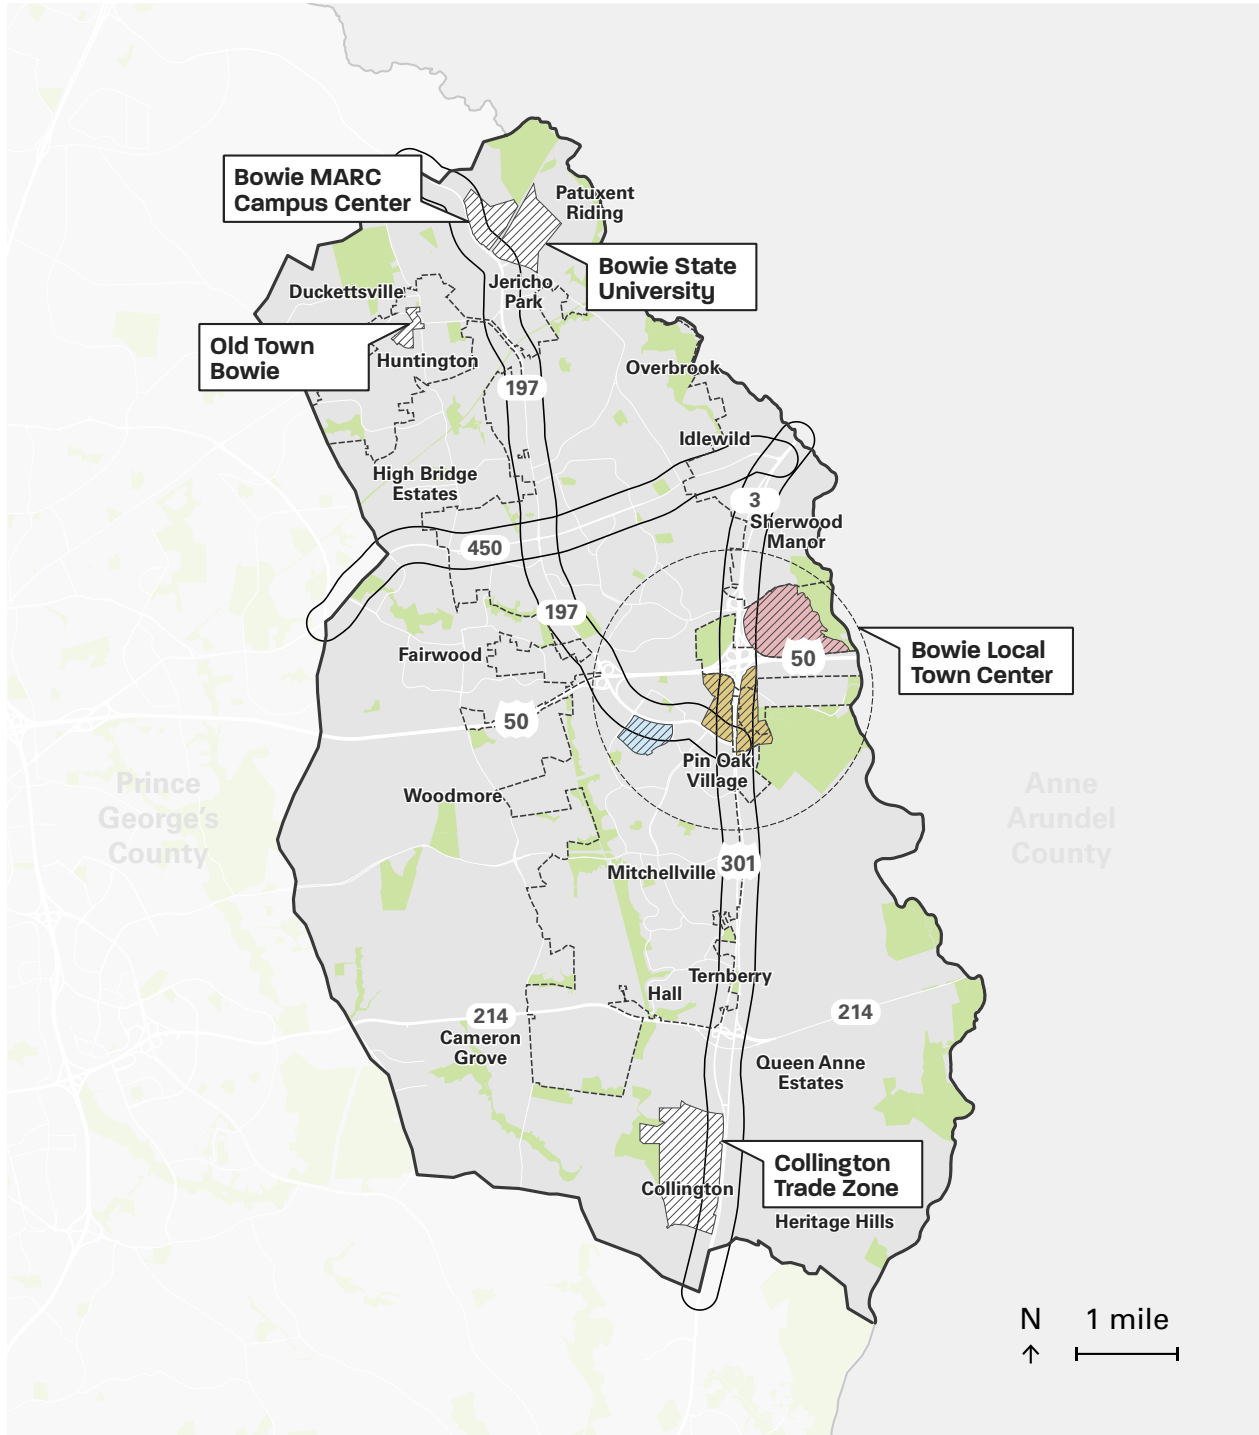 Bowie MARC
Campus Center
Patuxent
Riding
Bowie State
University
Jericho
Park
Duckettsville
Old Town
Bowie
Huntington
Overbrook
197
Idlewild
High Bridge
Estates
3
Sherwood
Manor
450
197
Bowie Local
Town Center
Fairwood
50
50
Pin Oak
Village
Prince
George's
County
Woodmore
Anne
Arundel
County
Mitchellville
301
Ternberry
Hall
214
214
Cameron
Grove
Queen Anne
Estates
Collington
Trade Zone
Collington
Heritage Hills
N
1 mile